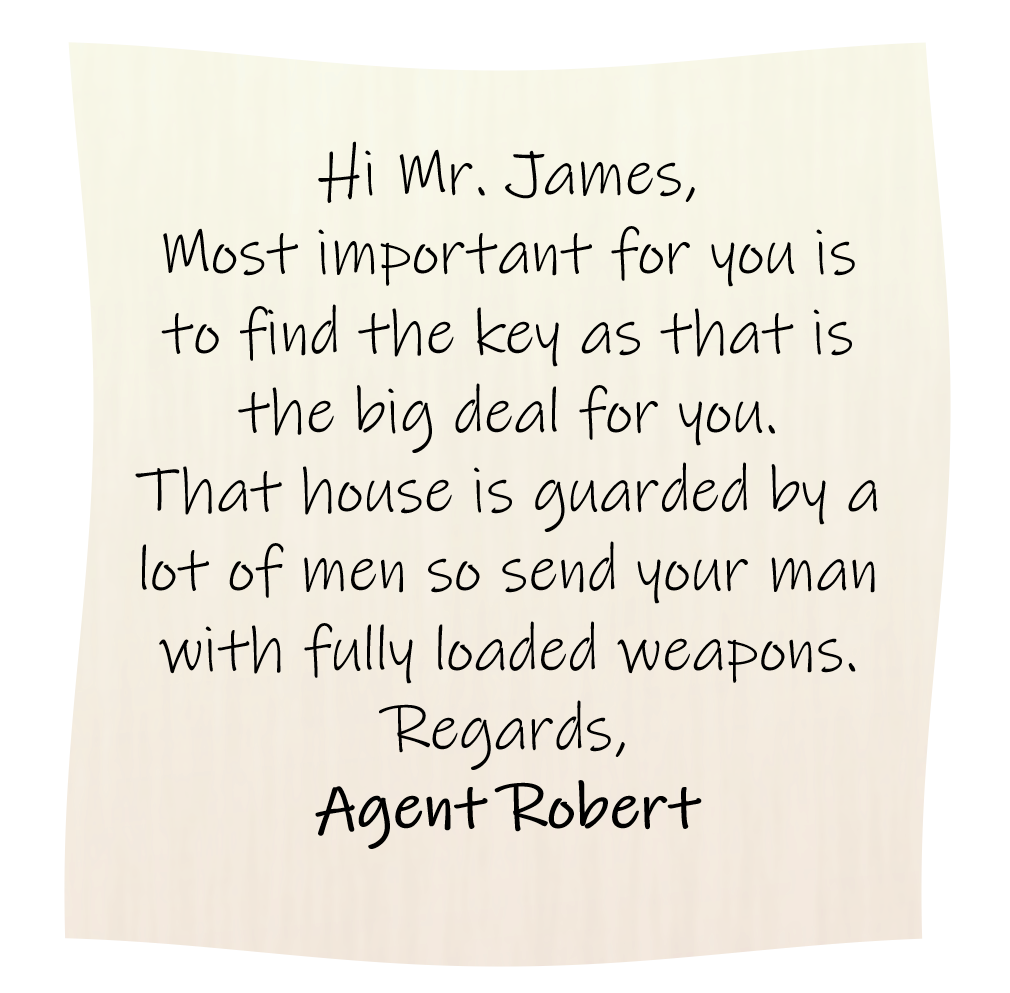 Hi Mr. James,
Most important for you is
to find the key as that is
the big deal for you.
That house is guarded by a
lot of men so send your man
with fully loaded weapons.
Regards,
Agent Robert